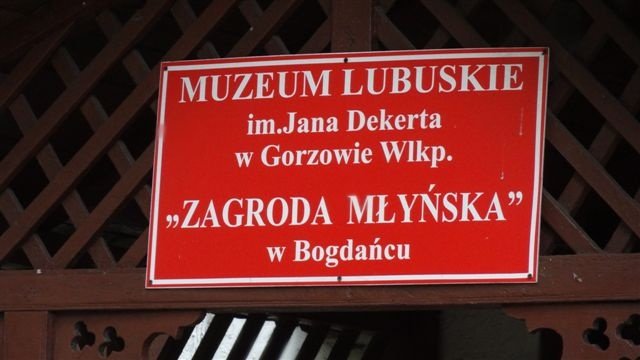 MUZEUM LUBUSKIE
im.Jana Dekerta
w Gorzowie Wlkp.
„ZAGRODA MŁYŃSKA”
w Bogdańcu